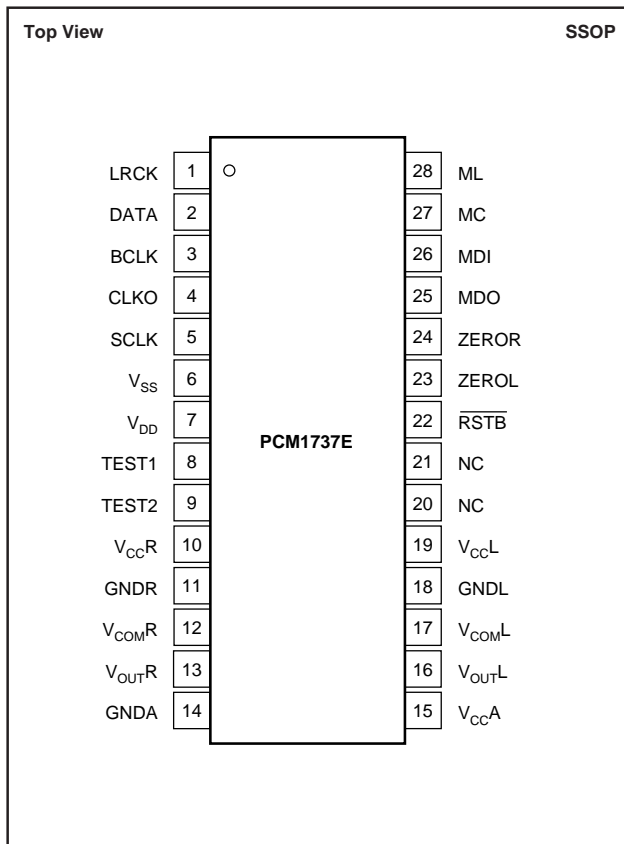 Top View SSOP
LRCK 1 28 ML
DATA 2 27 MC
BCLK 3 26 MDI
CLKO 4 25 MDO
SCLK 5 24 ZEROR
VSS 6 23 ZEROL
VDD 7 22 RSTB
PCM1737E
TEST1 8 21 NC
TEST2 9 20 NC
VCCR 10 19 VCCL
GNDR 11 18 GNDL
VCOMR 12 17 VCOML
VOUTR 13 16 VOUTL
GNDA 14 15 VCCA